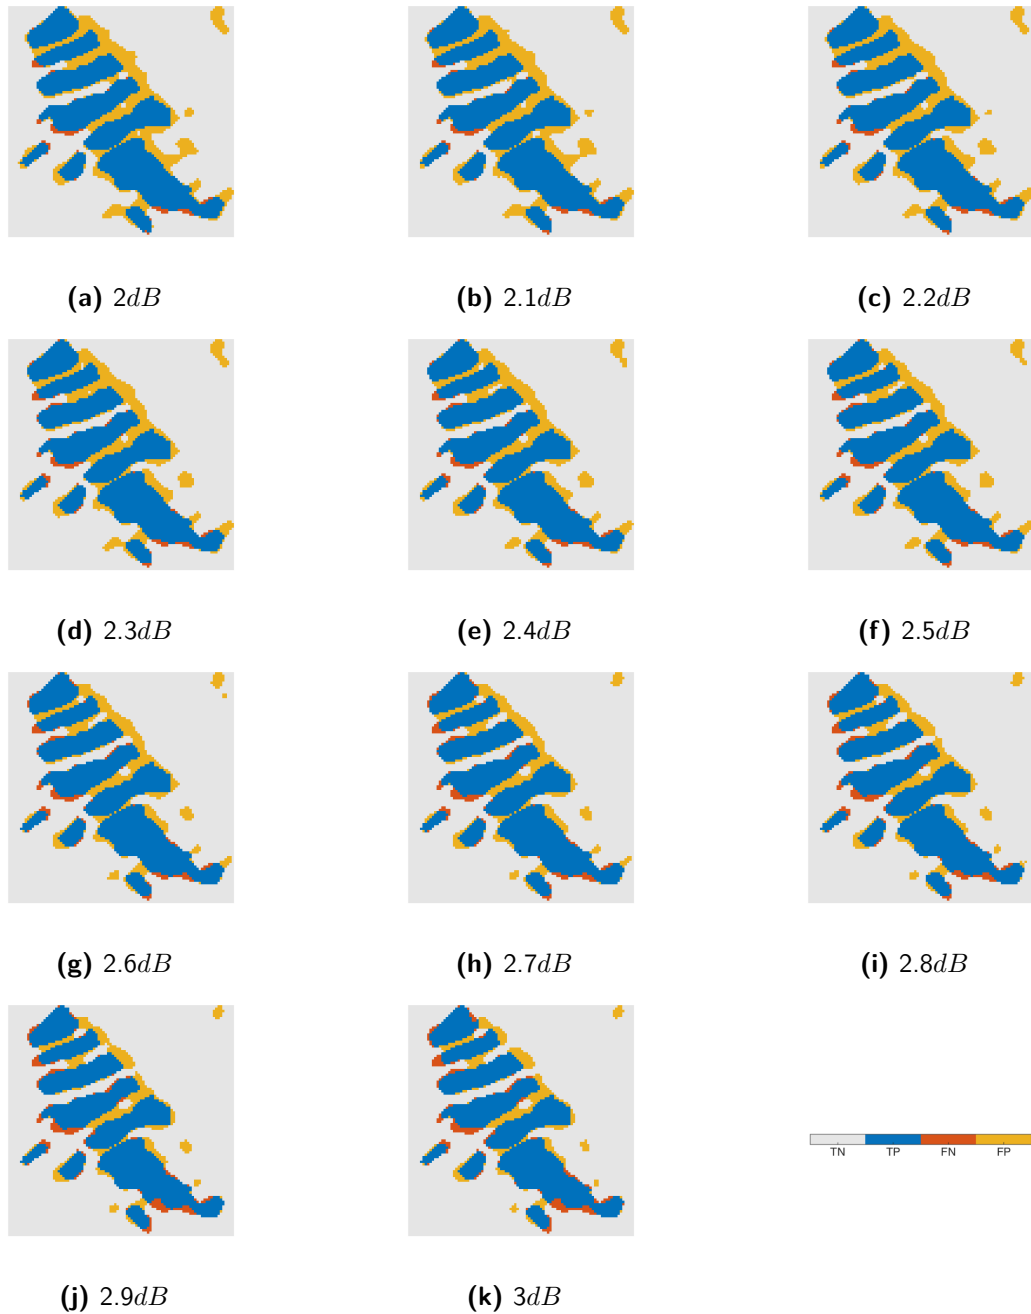 (a) 2dB
(b) 2.1dB
(c) 2.2dB
(d) 2.3dB
(e) 2.4dB
(f) 2.5dB
(g) 2.6dB
(h) 2.7dB
(i) 2.8dB
TN TP FN FP
(j) 2.9dB
(k) 3dB